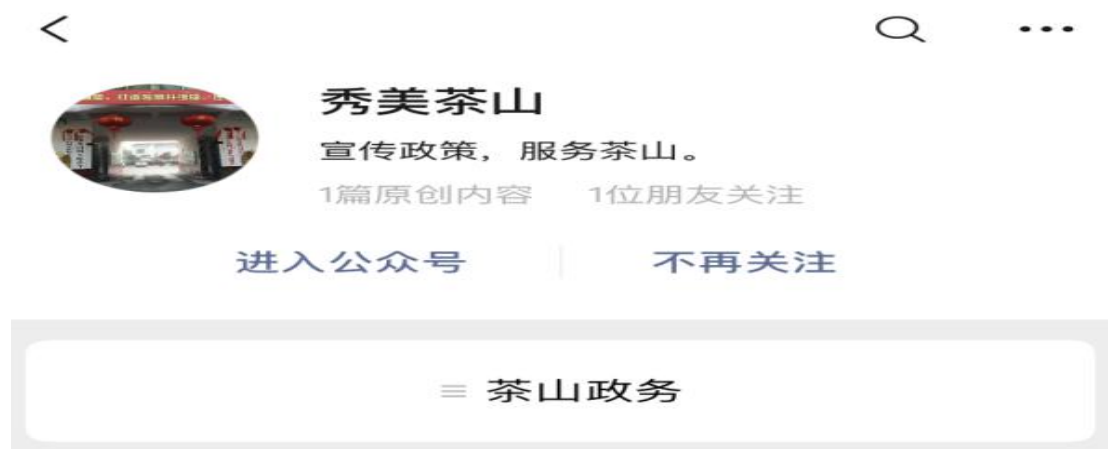 秀美茶山
宣传政策，服务茶山。
1篇原创内容 1位朋友关注
进入公众号 不再关注
茶山政务